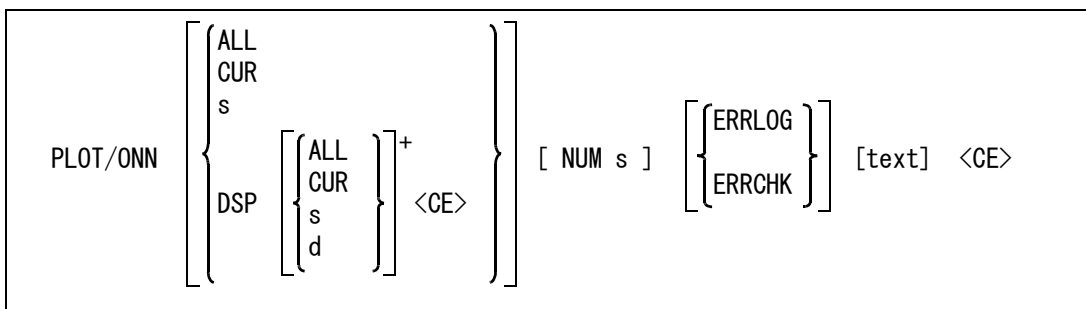 ALL
CUR
s
PLOT/ONN DSP [ ALL CUR s d ]+ <CE> [ NUM s ] [ ERRLOG ERRCHK ] [text] <CE>